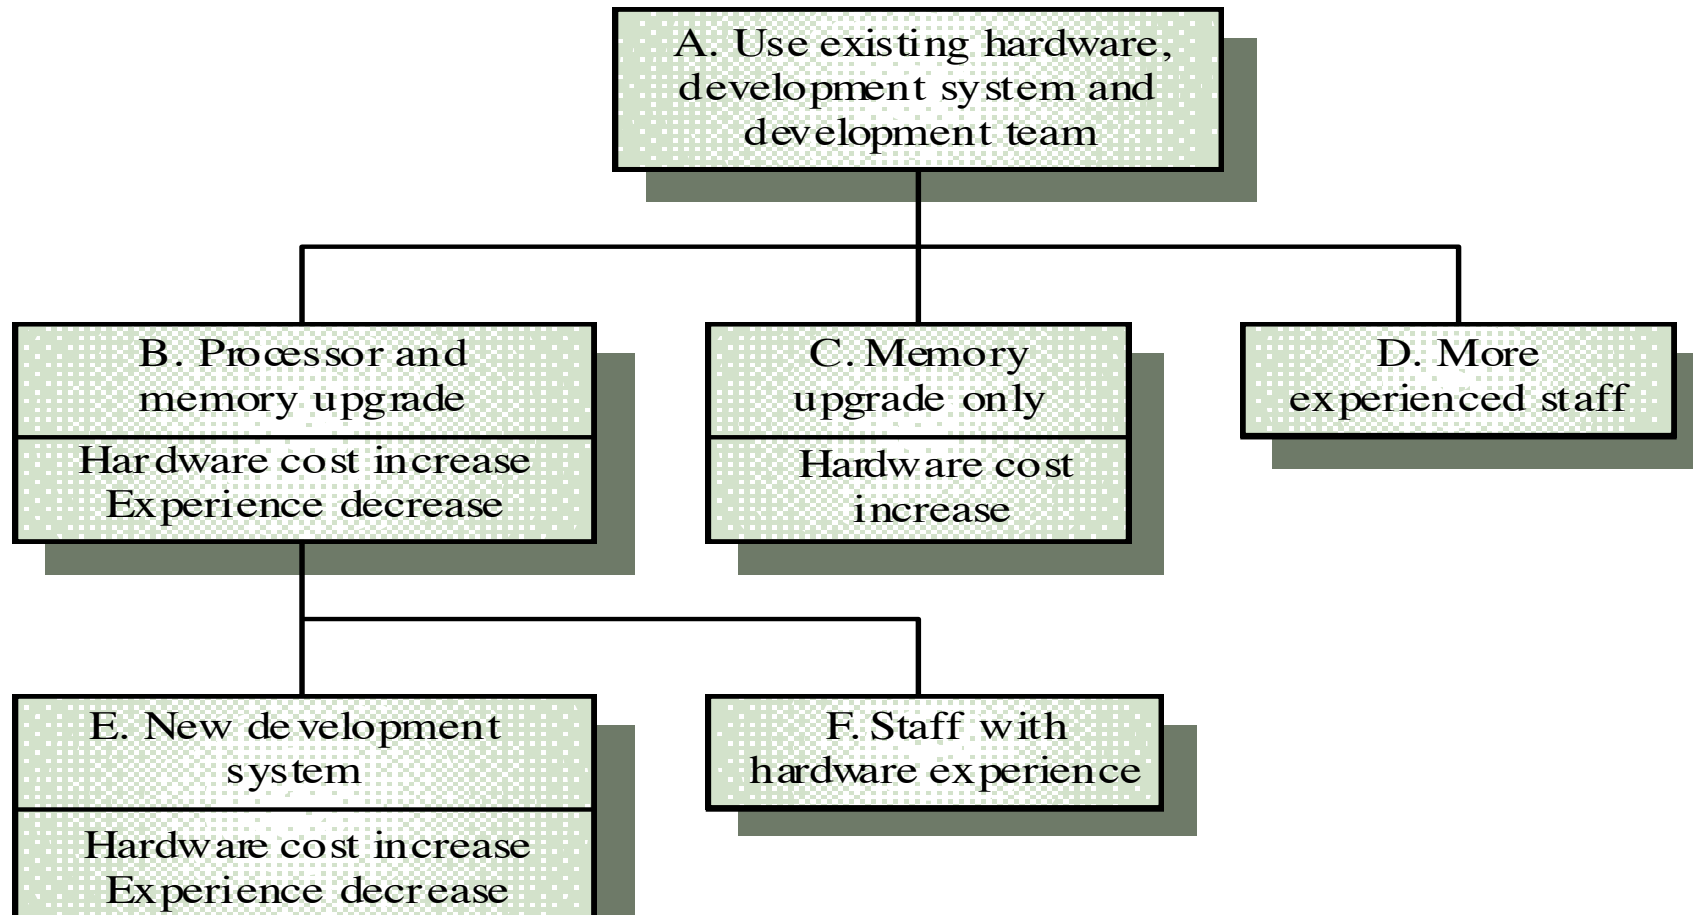 A. Use existing hardware,
development system and
development team
B. Processor and
memory upgrade
Hardware cost increase
Experience decrease
C. Memory
upgrade only
Hardware cost
increase
D. More
experienced staff
E. New development
system
Hardware cost increase
Experience decrease
F. Staff with
hardware experience